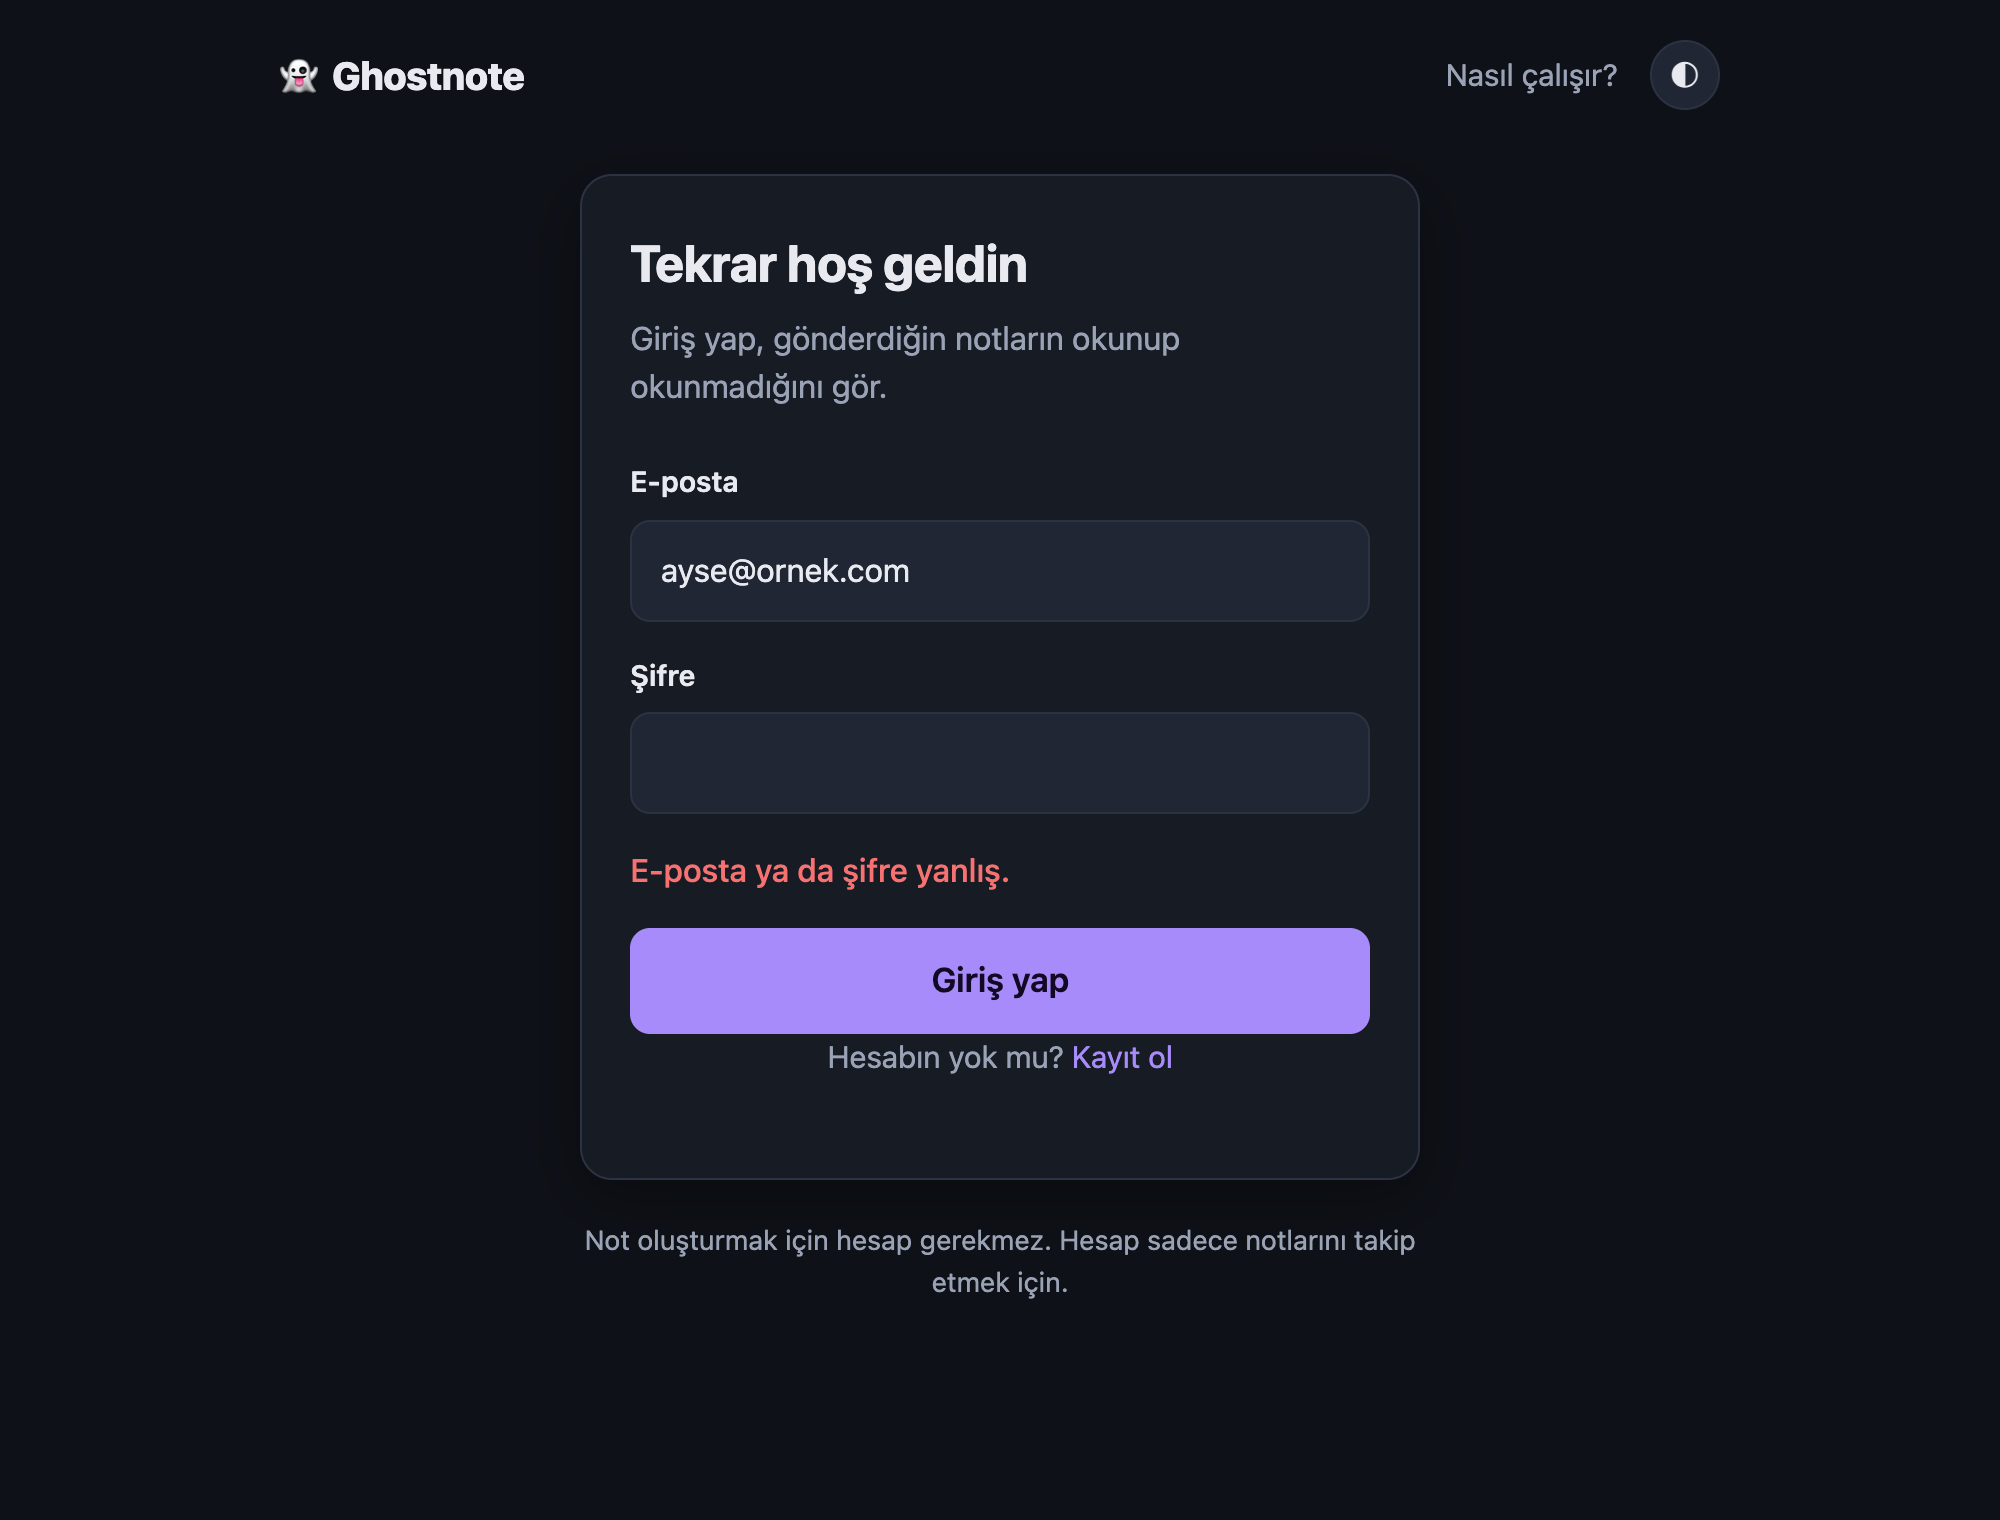 Ghostnote
Nasıl çalışır?
Tekrar hoş geldin
Giriş yap, gönderdiğin notların okunup
okunmadığını gör.
E-posta
ayse@ornek.com
Şifre
E-posta ya da şifre yanlış.
Giriş yap
Hesabın yok mu? Kayıt ol
Not oluşturmak için hesap gerekmez. Hesap sadece notlarını takip
etmek için.